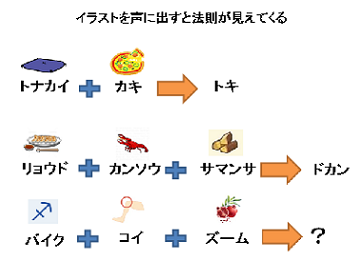 イラストを声に出すと法則が見えてくる
トナカイ + カキ トキ
リョウド + カンソウ + サマンサ ドカン
バイク + コイ + ズーム ?